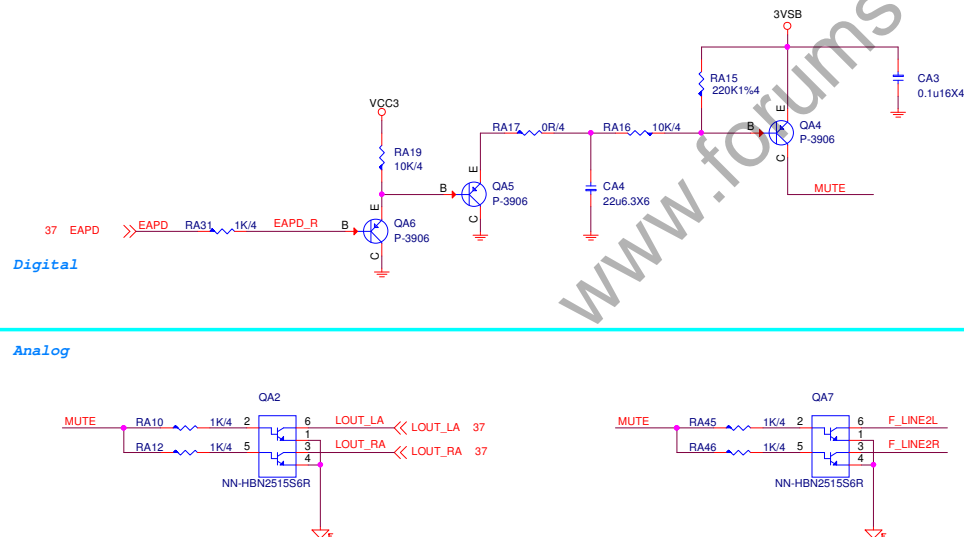 3VSB
RA15
220K1%4
CA3
0.1u16X4
VCC3
RA17 0R/4 RA16 10K/4 B E QA4
P-3906
C
RA19
10K/4
E
B QA5
P-3906
C
CA4
22u6.3X6
MUTE
37 EAPD EAPD RA31 1K/4 EAPD_R B E QA6
P-3906
C
Digital
www.forums
Analog
QA2
MUTE RA10 1K/4 2 6 LOUT_LA LOUT_LA 37
1
RA12 1K/4 5 3 LOUT_RA LOUT_RA 37
4
NN-HBN2515S6R
QA7
MUTE RA45 1K/4 2 6 F_LINE2L
1
RA46 1K/4 5 3 F_LINE2R
4
NN-HBN2515S6R